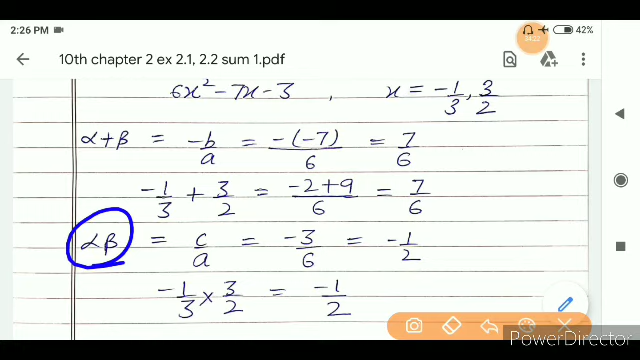 2:26 PM 42%
04:22
10th chapter 2 ex 2.1, 2.2 sum 1.pdf
6x² - 7x - 3 , x = -1/3, 3/2
α+β = -b/a = -(-7)/6 = 7/6
-1/3 + 3/2 = -2+9/6 = 7/6
αβ = c/a = -3/6 = -1/2
-1/3 × 3/2 = -1/2
PowerDirector